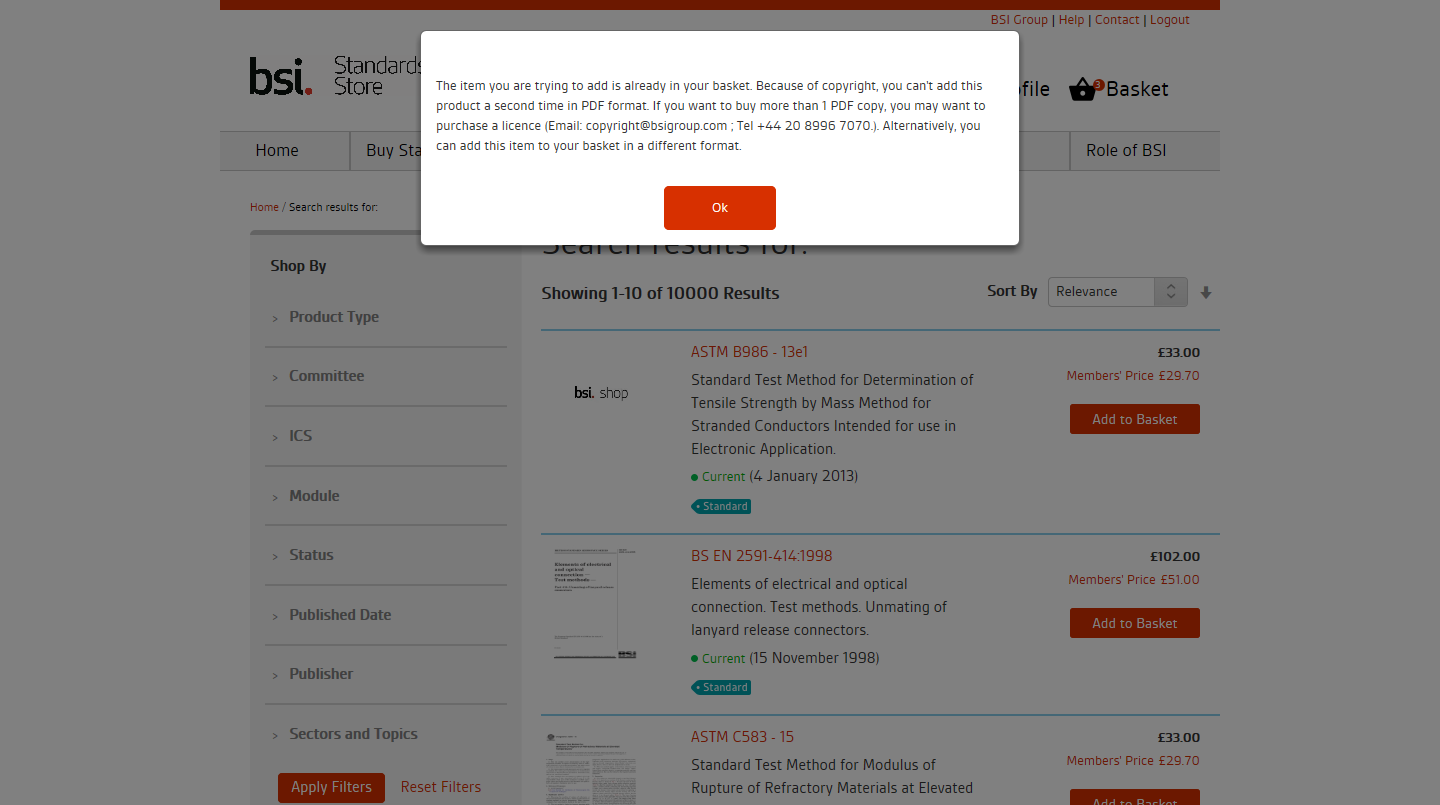 BSI Group | Help | Contact | Logout
bsi. Standards
Store
The item you are trying to add is already in your basket. Because of copyright, you can't add this
product a second time in PDF format. If you want to buy more than 1 PDF copy, you may want to
purchase a licence (Email: copyright@bsigroup.com ; Tel +44 20 8996 7070.). Alternatively, you
can add this item to your basket in a different format.
Ok
3
Basket
Home
Buy
Role of BSI
Home / Search results for:
Search results for:
Shop By
Product Type
Committee
ICS
Module
Status
Published Date
Publisher
Sectors and Topics
Apply Filters
Reset Filters
Showing 1-10 of 10000 Results
Sort By
Relevance
bsi. shop
ASTM B986 - 13e1
Standard Test Method for Determination of
Tensile Strength by Mass Method for
Stranded Conductors Intended for use in
Electronic Application.
Current (4 January 2013)
Standard
£33.00
Members' Price £29.70
Add to Basket
Elements of electrical
and optical
connection —
Test methods —
BS EN 2591-414:1998
Elements of electrical and optical
connection. Test methods. Unmating of
lanyard release connectors.
Current (15 November 1998)
Standard
£102.00
Members' Price £51.00
Add to Basket
ASTM C583 - 15
Standard Test Method for Modulus of
Rupture of Refractory Materials at Elevated
£33.00
Members' Price £29.70
Add to Basket